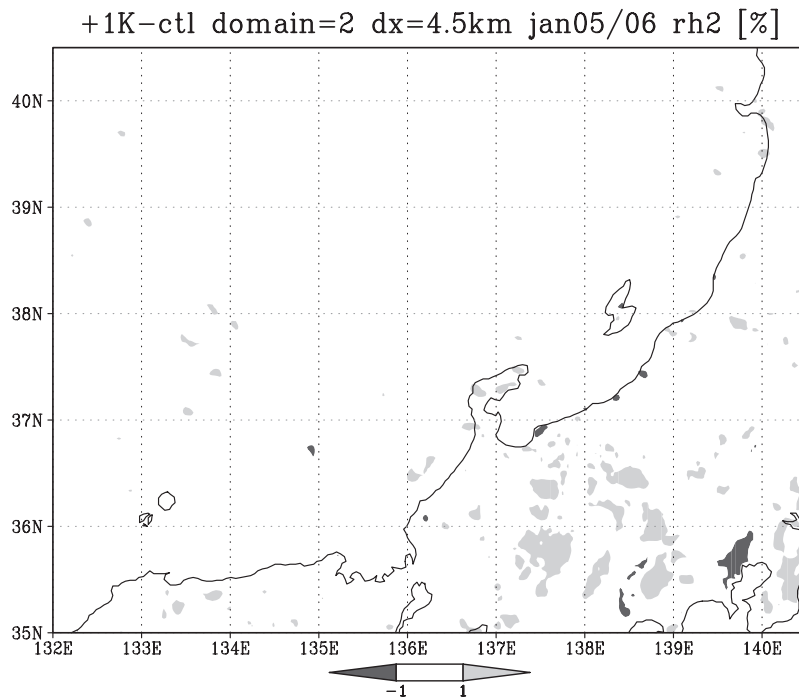 +1K−ctl domain=2 dx=4.5km jan05/06 rh2 [%]
40N
39N
38N
37N
36N
35N
132E 133E 134E 135E 136E 137E 138E 139E 140E
−1 1